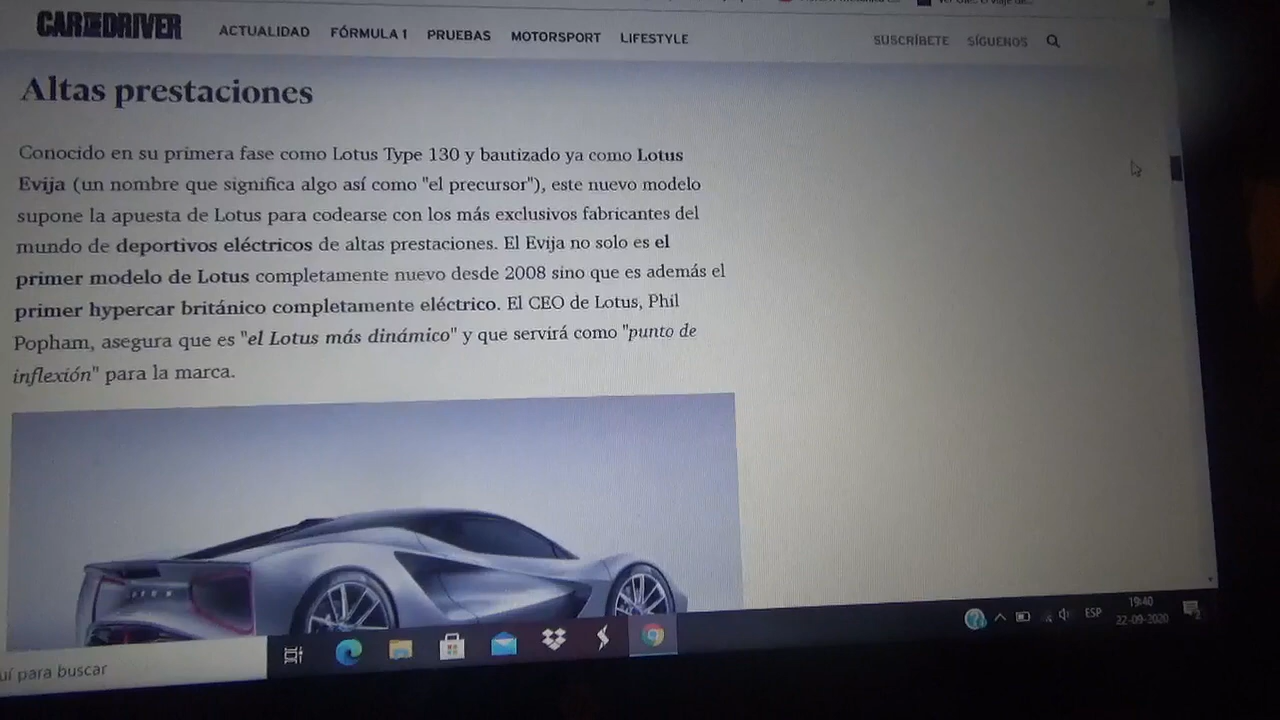 CAR AND DRIVER ACTUALIDAD FÓRMULA 1 PRUEBAS MOTORSPORT LIFESTYLE SUSCRÍBETE SÍGUENOS
Altas prestaciones
Conocido en su primera fase como Lotus Type 130 y bautizado ya como Lotus
Evija (un nombre que significa algo así como "el precursor"), este nuevo modelo
supone la apuesta de Lotus para codearse con los más exclusivos fabricantes del
mundo de deportivos eléctricos de altas prestaciones. El Evija no solo es el
primer modelo de Lotus completamente nuevo desde 2008 sino que es además el
primer hypercar británico completamente eléctrico. El CEO de Lotus, Phil
Popham, asegura que es "el Lotus más dinámico" y que servirá como "punto de
inflexión" para la marca.
uí para buscar
ESP
19:40
22-09-2020